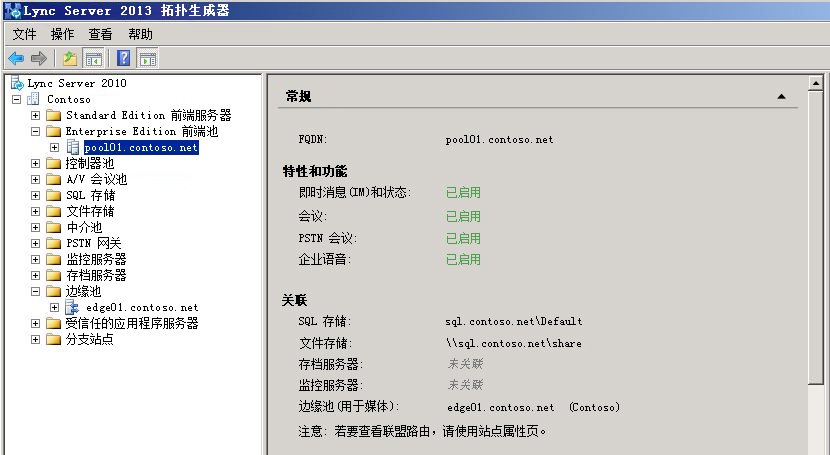 Lync Server 2013 拓扑生成器
文件 操作 查看 帮助
Lync Server 2010
Contoso
Standard Edition 前端服务器
Enterprise Edition 前端池
pool01.contoso.net
控制器池
A/V 会议池
SQL 存储
文件存储
中介池
PSTN 网关
监控服务器
存档服务器
边缘池
edge01.contoso.net
受信任的应用程序服务器
分支站点
常规
FQDN: pool01.contoso.net
特性和功能
即时消息(IM)和状态: 已启用
会议: 已启用
PSTN 会议: 已启用
企业语音: 已启用
关联
SQL 存储: sql.contoso.net\Default
文件存储: \\sql.contoso.net\share
存档服务器: 未关联
监控服务器: 未关联
边缘池(用于媒体): edge01.contoso.net (Contoso)
注意: 若要查看联盟路由，请使用站点属性页。